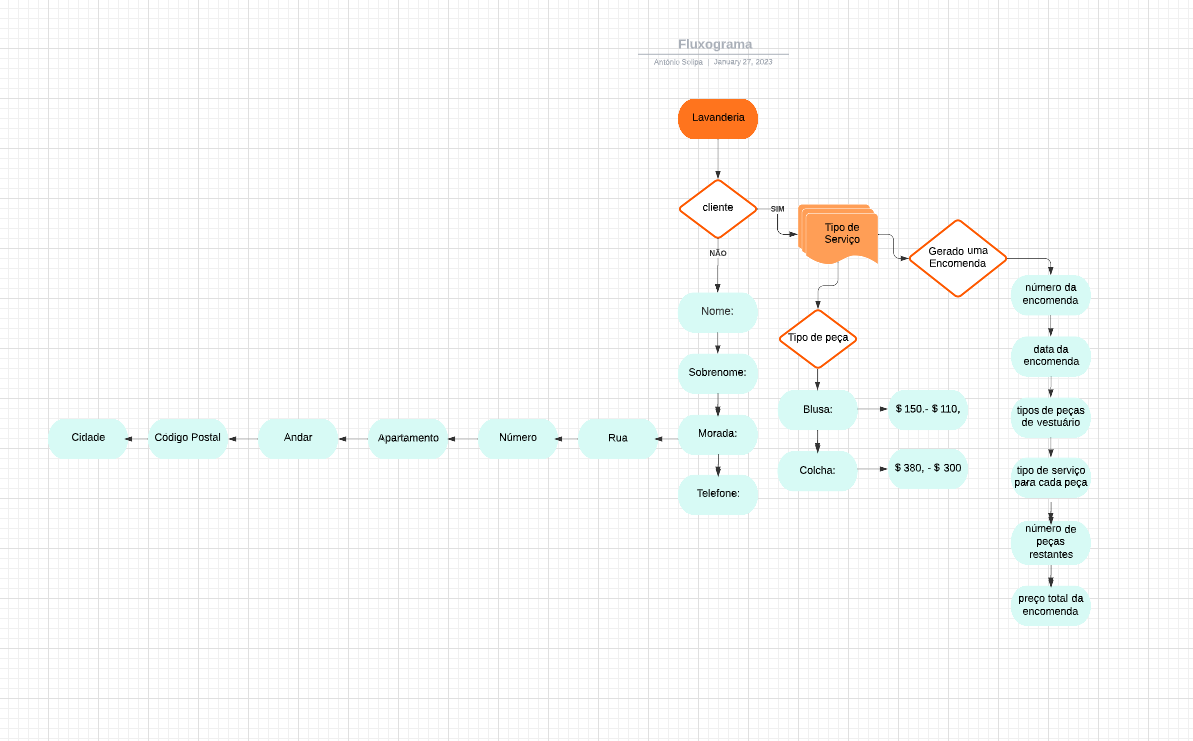 Fluxograma
António Sulipa | January 27, 2023
Lavanderia
cliente
SIM
NÃO
Tipo de
Serviço
Gerado uma
Encomenda
número da
encomenda
data da
encomenda
tipos de peças
de vestuário
tipo de serviço
para cada peça
número de
peças
restantes
preço total da
encomenda
Tipo de peça
Blusa:
$ 150.- $ 110,
Colcha:
$ 380, - $ 300
Nome:
Sobrenome:
Morada:
Telefone:
Rua
Número
Apartamento
Andar
Código Postal
Cidade